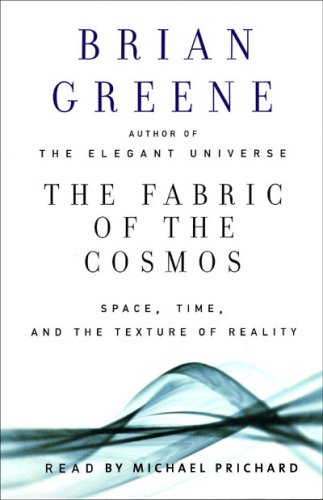 BRIAN
GREENE
AUTHOR OF
THE ELEGANT UNIVERSE
THE FABRIC
OF THE
COSMOS
SPACE, TIME,
AND THE TEXTURE OF REALITY
READ BY MICHAEL PRICHARD